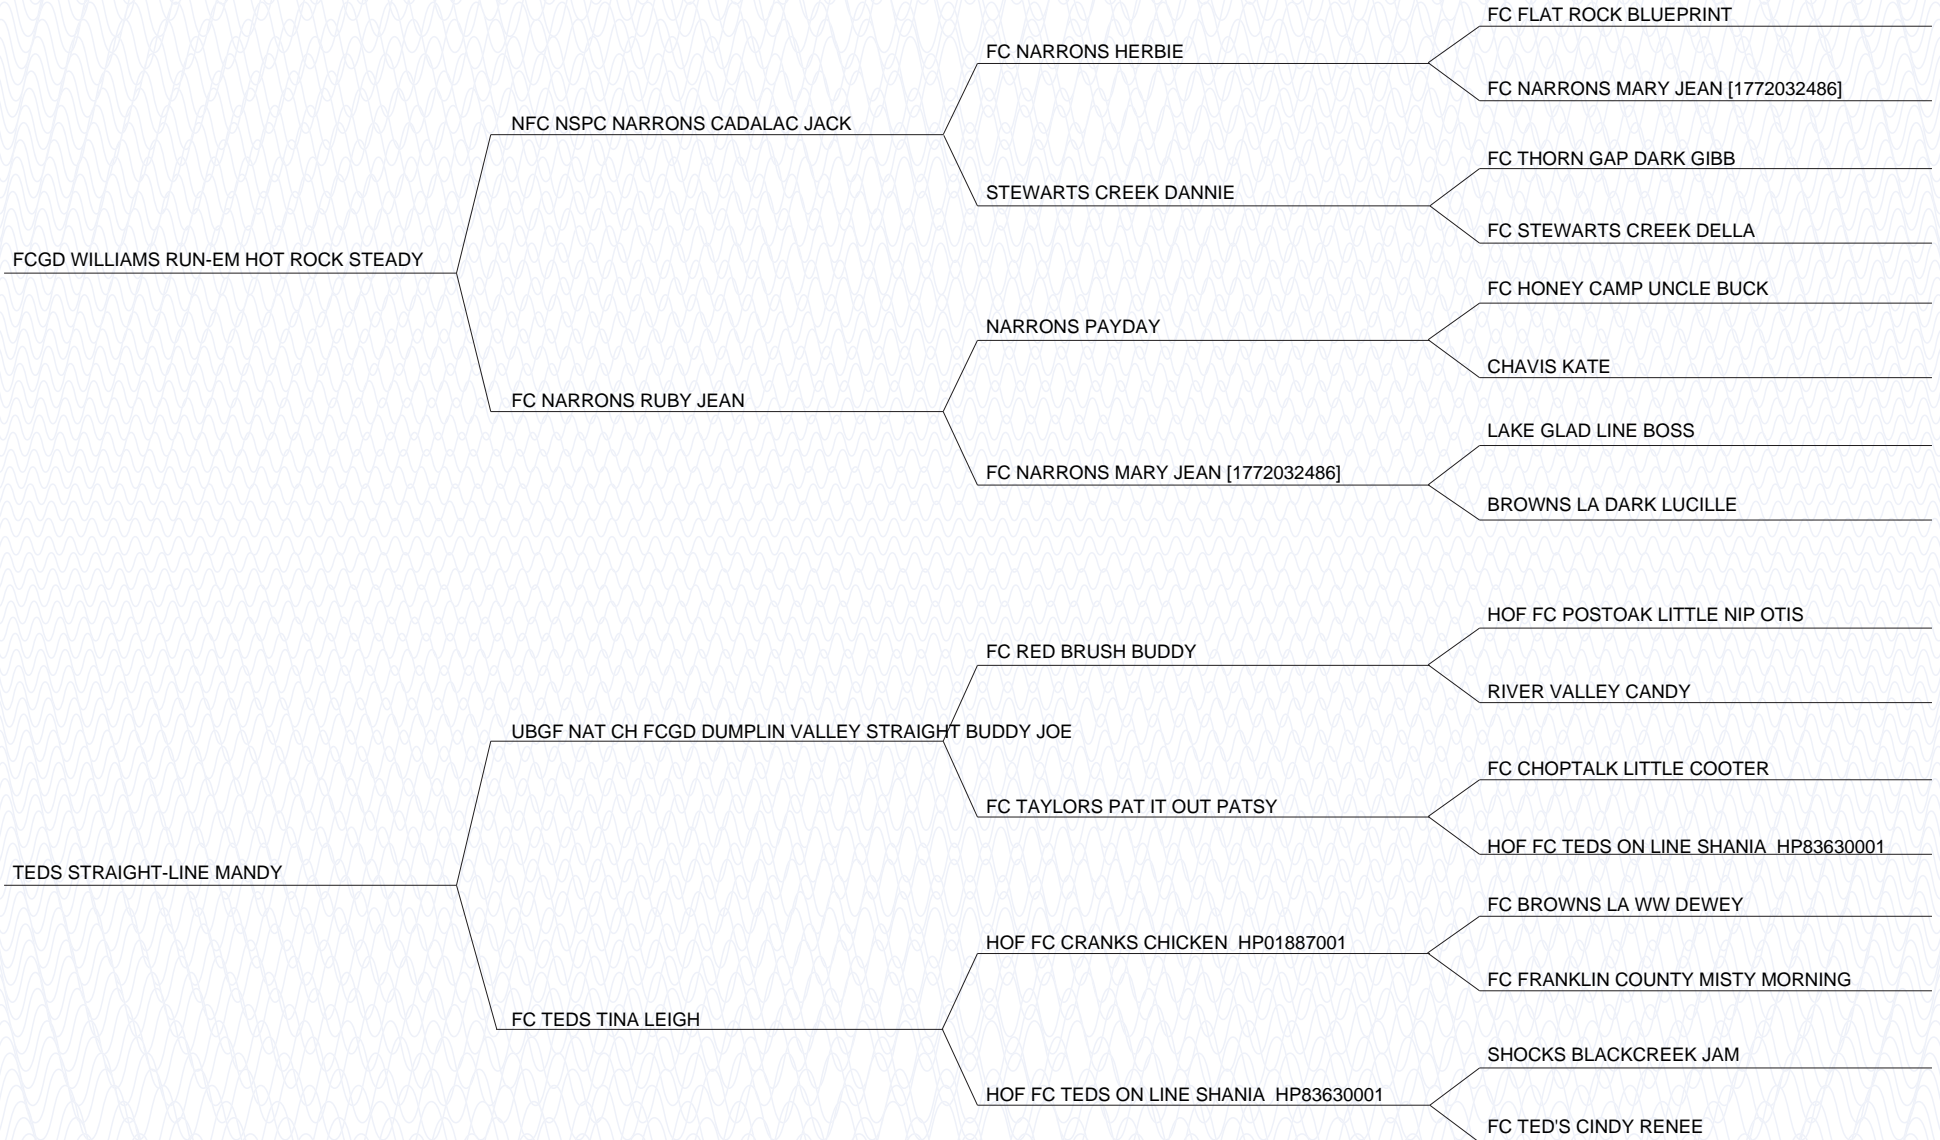 FC FLAT ROCK BLUEPRINT
FC NARRONS HERBIE
FC NARRONS MARY JEAN [1772032486]
NFC NSPC NARRONS CADALAC JACK
FC THORN GAP DARK GIBB
STEWARTS CREEK DANNIE
FC STEWARTS CREEK DELLA
FCGD WILLIAMS RUN-EM HOT ROCK STEADY
FC HONEY CAMP UNCLE BUCK
NARRONS PAYDAY
CHAVIS KATE
FC NARRONS RUBY JEAN
LAKE GLAD LINE BOSS
FC NARRONS MARY JEAN [1772032486]
BROWNS LA DARK LUCILLE
HOF FC POSTOAK LITTLE NIP OTIS
FC RED BRUSH BUDDY
RIVER VALLEY CANDY
UBGF NAT CH FCGD DUMPLIN VALLEY STRAIGHT BUDDY JOE
FC CHOPTALK LITTLE COOTER
FC TAYLORS PAT IT OUT PATSY
HOF FC TEDS ON LINE SHANIA  HP83630001
TEDS STRAIGHT-LINE MANDY
FC BROWNS LA WW DEWEY
HOF FC CRANKS CHICKEN  HP01887001
FC FRANKLIN COUNTY MISTY MORNING
FC TEDS TINA LEIGH
SHOCKS BLACKCREEK JAM
HOF FC TEDS ON LINE SHANIA  HP83630001
FC TED'S CINDY RENEE